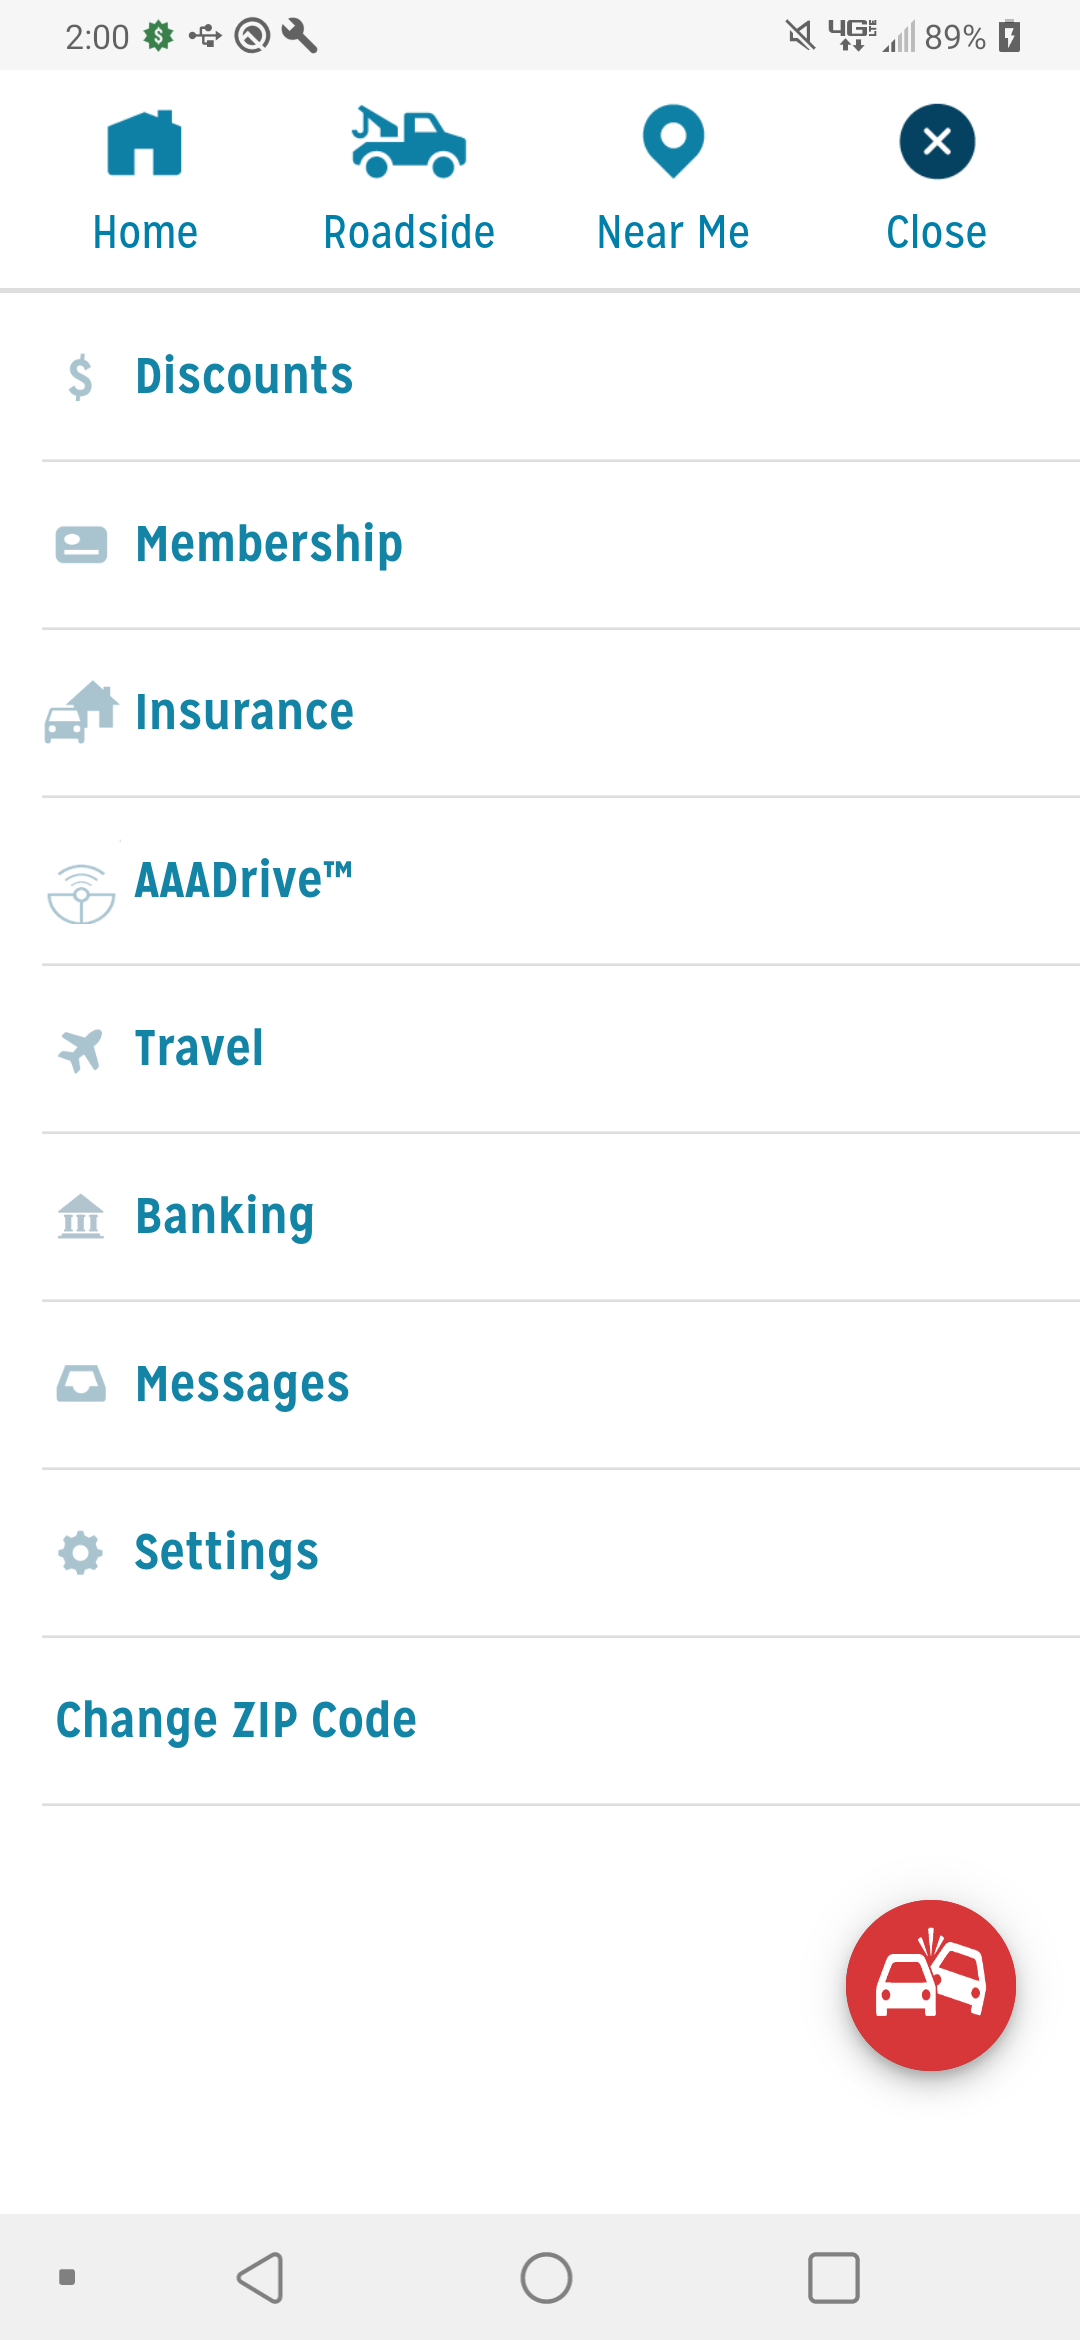 2:00 4G LTE 89%
Home Roadside Near Me Close
$ Discounts
Membership
Insurance
AAADrive™
Travel
Banking
Messages
Settings
Change ZIP Code